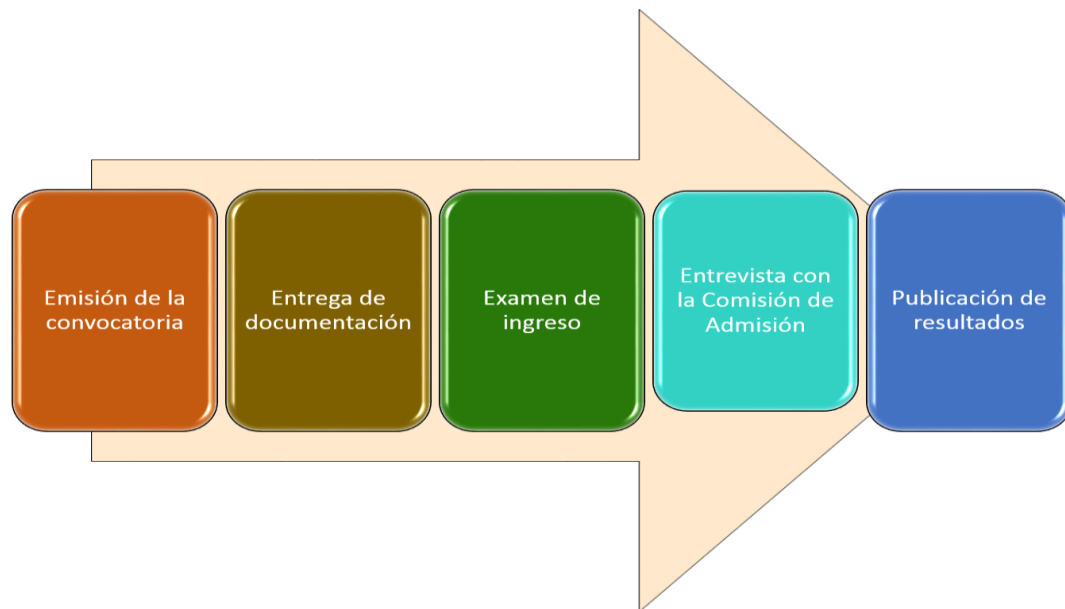 Emisión de la
convocatoria
Entrega de
documentación
Examen de
ingreso
Entrevista con
la Comisión de
Admisión
Publicación de
resultados